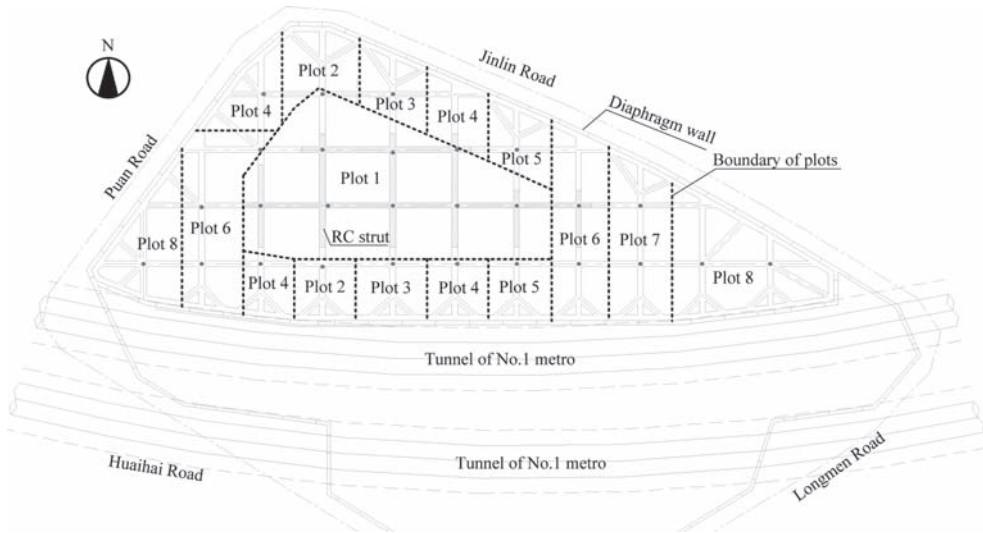 N
Jinlin Road
Plot 2
Plot 3
Plot 4
Plot 4
Diaphragm wall
Puan Road
Plot 5
Boundary of plots
Plot 1
RC strut
Plot 8
Plot 6
Plot 6
Plot 7
Plot 8
Plot 4
Plot 2
Plot 3
Plot 4
Plot 5
Tunnel of No.1 metro
Tunnel of No.1 metro
Huaihai Road
Longmen Road